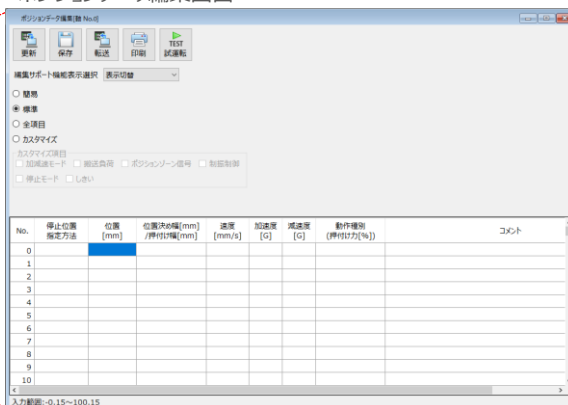 ポジションデータ編集画面
ポジションデータ編集[軸 No.0]
更新 保存 転送 印刷 TEST 試運転
編集サポート機能表示選択 表示切替
簡易
標準
全項目
カスタマイズ
カスタマイズ項目
加減速モード 搬送負荷 ポジションゾーン信号 制振制御
停止モード しきい
No. 停止位置指定方法 位置[mm] 位置決め幅[mm]/押付け幅[mm] 速度[mm/s] 加速度[G] 減速度[G] 動作種別(押付け力[%]) コメント
0
1
2
3
4
5
6
7
8
9
10
入力範囲:-0.15～100.15